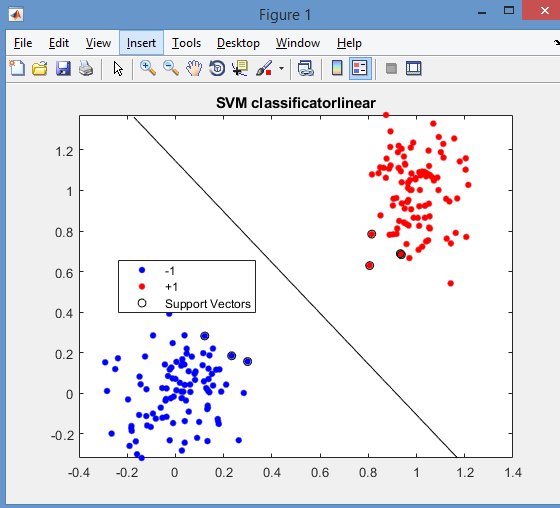 Figure 1
File Edit View Insert Tools Desktop Window Help
SVM classificatorlinear
1.2
1
0.8
0.6
0.4
0.2
0
-0.2
-1
+1
Support Vectors
-0.4 -0.2 0 0.2 0.4 0.6 0.8 1 1.2 1.4